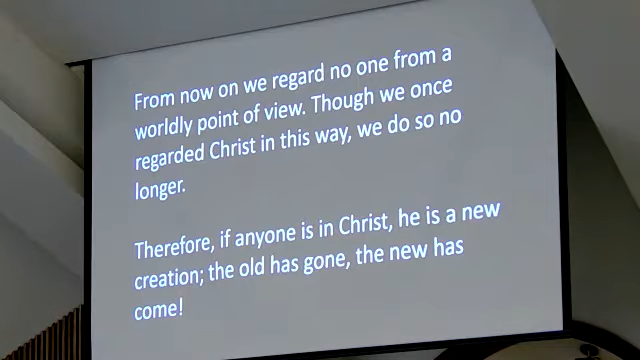 From now on we regard no one from a
worldly point of view. Though we once
regarded Christ in this way, we do so no
longer.
Therefore, if anyone is in Christ, he is a new
creation; the old has gone, the new has
come!